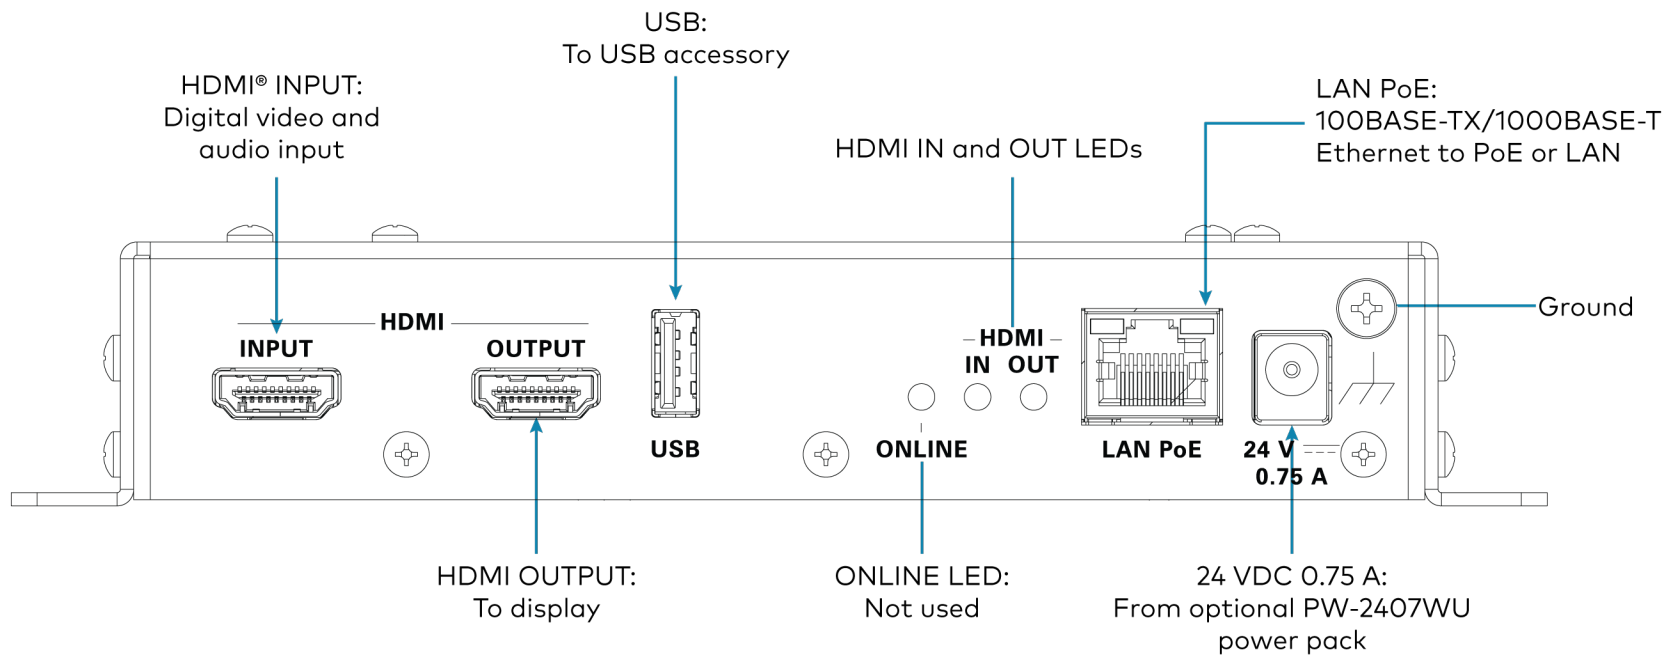 USB:
To USB accessory
HDMI® INPUT:
Digital video and
audio input
HDMI IN and OUT LEDs
LAN PoE:
100BASE-TX/1000BASE-T
Ethernet to PoE or LAN
Ground
HDMI
INPUT
OUTPUT
USB
HDMI
IN OUT
ONLINE
LAN PoE
24 V
0.75 A
HDMI OUTPUT:
To display
ONLINE LED:
Not used
24 VDC 0.75 A:
From optional PW-2407WU
power pack